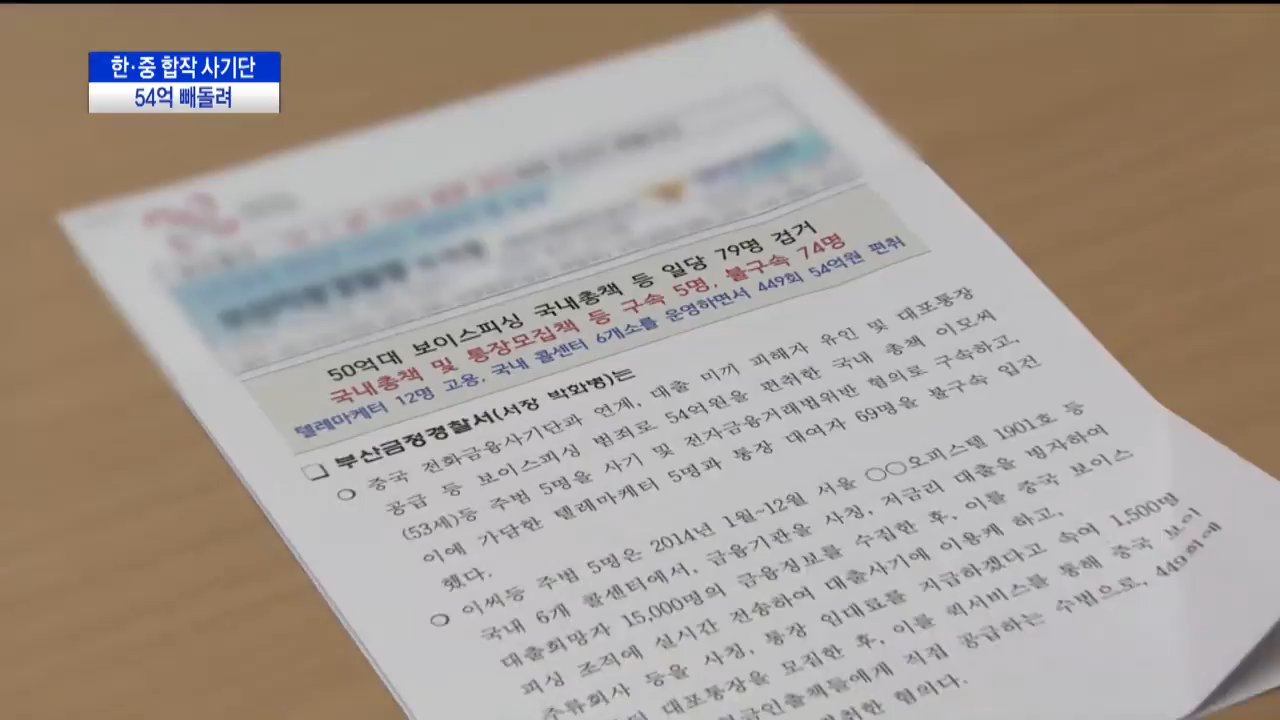 한·중 합작 사기단
54억 빼돌려
50억대 보이스피싱 국내총책 등 일당 79명 검거
국내총책 및 통장모집책 등 구속 5명, 불구속 74명
텔레마케터 12명 고용, 국내 콜센터 6개소를 운영하면서 449회 54억원 편취
❑ 부산금정경찰서(서장 박화병)는
○ 중국 전화금융사기단과 연계, 대출 미끼 피해자 유인 및 대포통장
공급 등 보이스피싱 범죄로 54억원을 편취한 국내 총책 이모씨
(53세)등 주범 5명을 사기 및 전자금융거래법위반 혐의로 구속하고,
이에 가담한 텔레마케터 5명과 통장 대여자 69명을 불구속 입건
했다.
○ 이씨등 주범 5명은 2014년 1월~12월 서울 ○○오피스텔 1901호 등
국내 6개 콜센터에서, 금융기관을 사칭, 저금리 대출을 빙자하여
대출희망자 15,000명의 금융정보를 수집한 후, 이를 중국 보이스
피싱 조직에 실시간 전송하여 대출사기에 이용케 하고,
주류회사 등을 사칭, 통장 임대료를 지급하겠다고 속여 1,500명
대포통장을 모집한 후, 이를 퀵서비스를 통해 중국 보이
직접 공급하는 수법으로, 449회에
혐의다.